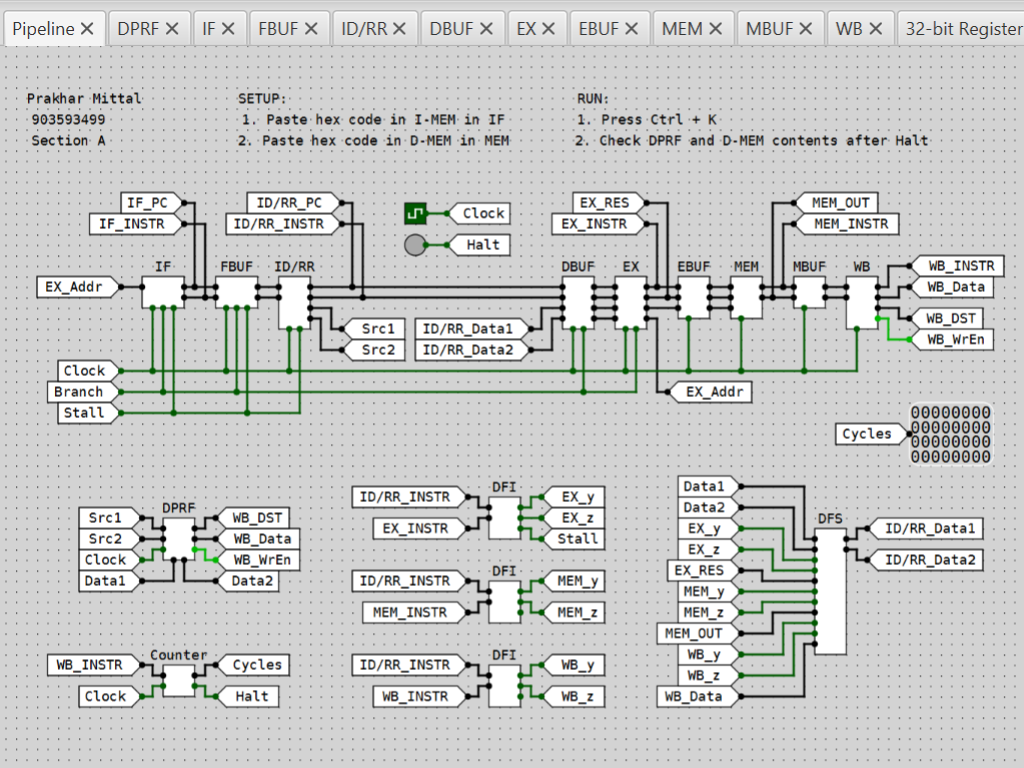 Pipeline DPRF IF FBUF ID/RR DBUF EX EBUF MEM MBUF WB 32-bit Register
Prakhar Mittal
903593499
Section A
SETUP:
1. Paste hex code in I-MEM in IF
2. Paste hex code in D-MEM in MEM
RUN:
1. Press Ctrl + K
2. Check DPRF and D-MEM contents after Halt
IF_PC
IF_INSTR
ID/RR_PC
ID/RR_INSTR
Clock
Halt
EX_RES
EX_INSTR
MEM_OUT
MEM_INSTR
EX_Addr
IF
FBUF
ID/RR
DBUF
EX
EBUF
MEM
MBUF
WB
WB_INSTR
WB_Data
WB_DST
WB_WrEn
Src1
Src2
ID/RR_Data1
ID/RR_Data2
Clock
Branch
Stall
EX_Addr
Cycles
00000000
00000000
00000000
00000000
DPRF
Src1
Src2
Clock
Data1
WB_DST
WB_Data
WB_WrEn
Data2
DFI
ID/RR_INSTR
EX_INSTR
EX_y
EX_z
Stall
DFI
ID/RR_INSTR
MEM_INSTR
MEM_y
MEM_z
Counter
WB_INSTR
Clock
Cycles
Halt
DFI
ID/RR_INSTR
WB_INSTR
WB_y
WB_z
Data1
Data2
EX_y
EX_z
EX_RES
MEM_y
MEM_z
MEM_OUT
WB_y
WB_z
WB_Data
DFS
ID/RR_Data1
ID/RR_Data2